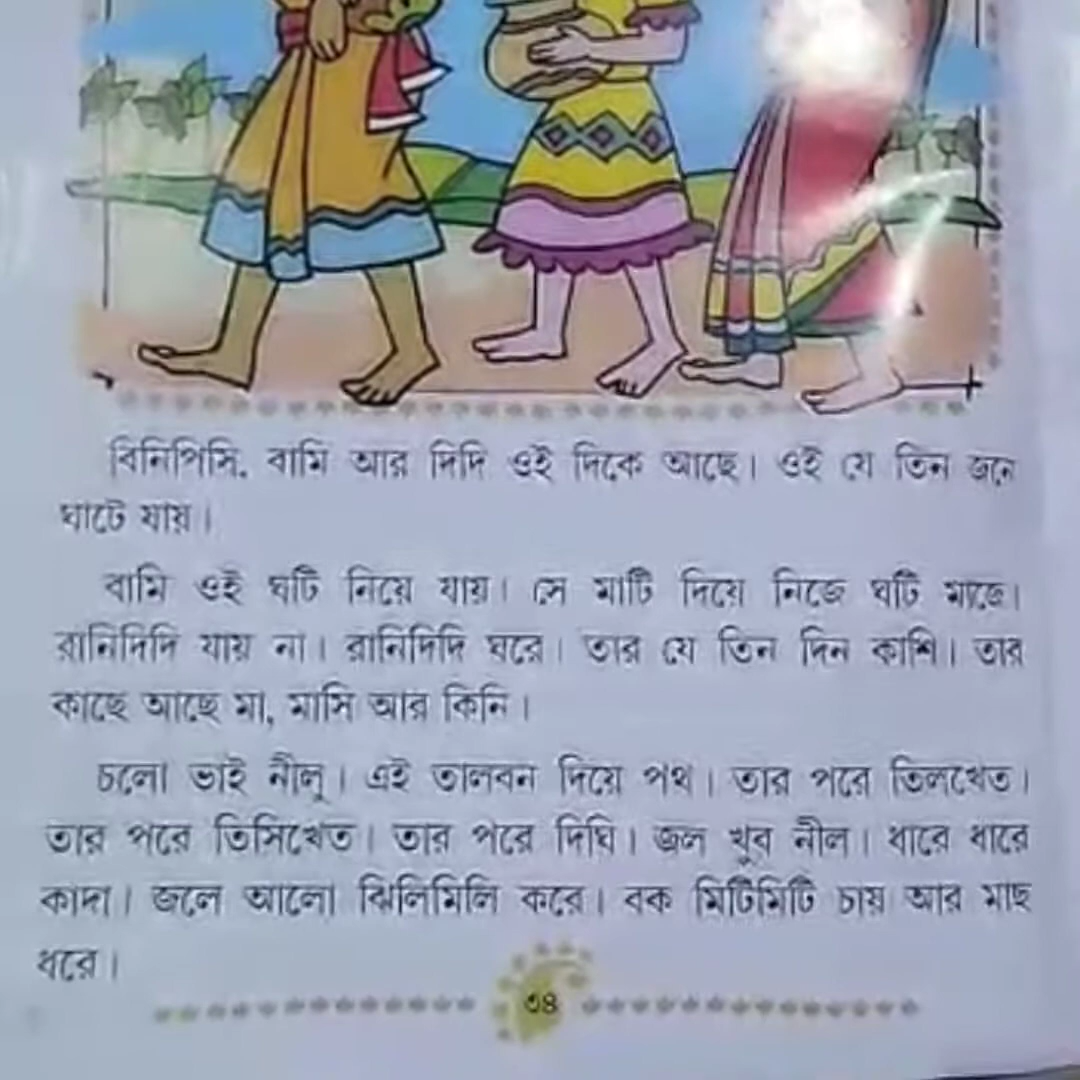 বিনিপিসি, বামি আর দিদি ওই দিকে আছে। ওই যে তিন জনে
ঘাটে যায়।
বামি ওই ঘটি নিয়ে যায়। সে মাটি দিয়ে নিজে ঘটি মাজে।
রানিদিদি যায় না। রানিদিদি ঘরে। তার যে তিন দিন কাশি। তার
কাছে আছে মা, মাসি আর কিনি।
চলো ভাই নীলু। এই তালবন দিয়ে পথ। তার পরে তিলখেত।
তার পরে তিসিখেত। তার পরে দিঘি। জল খুব নীল। ধারে ধারে
কাদা। জলে আলো ঝিলিমিলি করে। বক মিটিমিটি চায় আর মাছ
ধরে।
৩৪